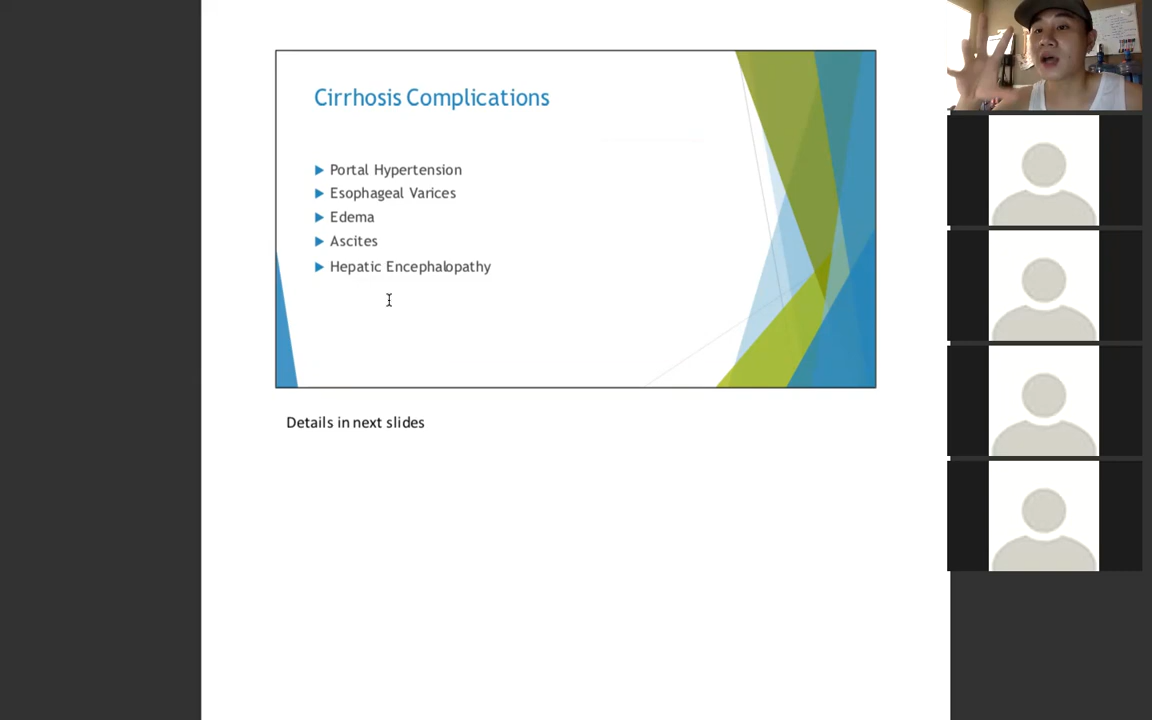 Cirrhosis Complications
Portal Hypertension
Esophageal Varices
Edema
Ascites
Hepatic Encephalopathy
Details in next slides